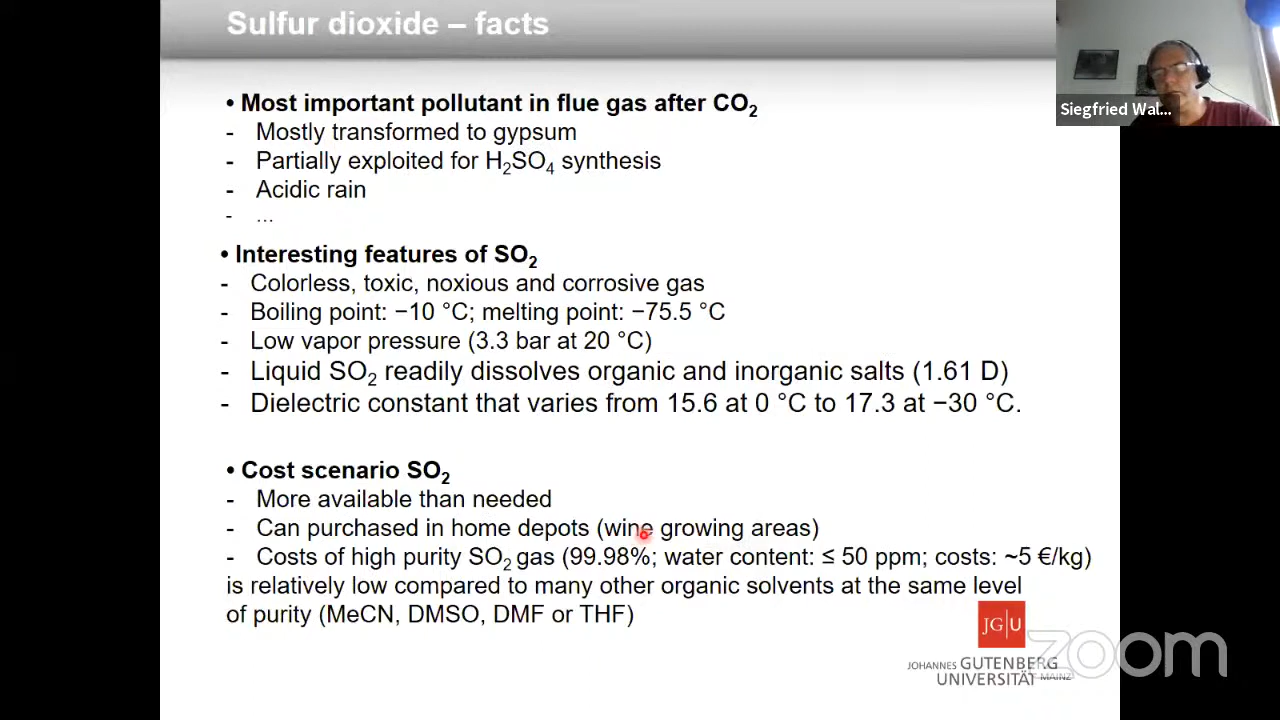 Sulfur dioxide – facts
Siegfried Wal...
• Most important pollutant in flue gas after CO₂
- Mostly transformed to gypsum
- Partially exploited for H₂SO₄ synthesis
- Acidic rain
- ...
• Interesting features of SO₂
- Colorless, toxic, noxious and corrosive gas
- Boiling point: −10 °C; melting point: −75.5 °C
- Low vapor pressure (3.3 bar at 20 °C)
- Liquid SO₂ readily dissolves organic and inorganic salts (1.61 D)
- Dielectric constant that varies from 15.6 at 0 °C to 17.3 at −30 °C.
• Cost scenario SO₂
- More available than needed
- Can purchased in home depots (wine growing areas)
- Costs of high purity SO₂ gas (99.98%; water content: ≤ 50 ppm; costs: ~5 €/kg)
is relatively low compared to many other organic solvents at the same level
of purity (MeCN, DMSO, DMF or THF)
JG|U
zoom
JOHANNES GUTENBERG
UNIVERSITÄT MAINZ